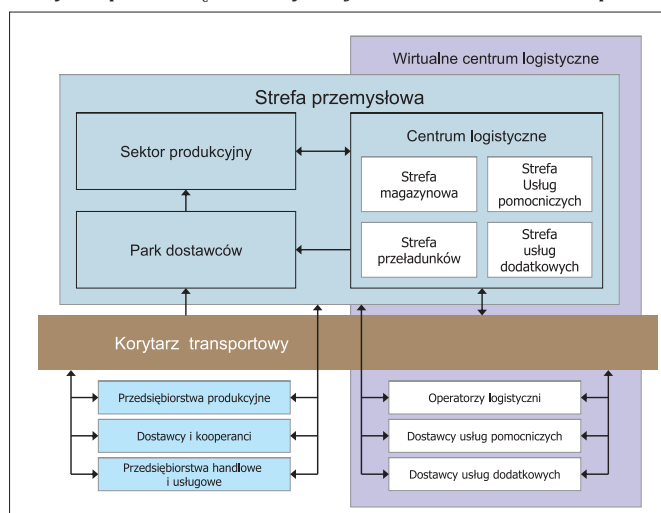 Wirtualne centrum logistyczne
Strefa przemysłowa
Sektor produkcyjny
Centrum logistyczne
Strefa
magazynowa
Strefa
Usług
pomocniczych
Park dostawców
Strefa
przeładunków
Strefa
usług
dodatkowych
Korytarz transportowy
Przedsiębiorstwa produkcyjne
Dostawcy i kooperanci
Przedsiębiorstwa handlowe
i usługowe
Operatorzy logistyczni
Dostawcy usług pomocniczych
Dostawcy usług dodatkowych